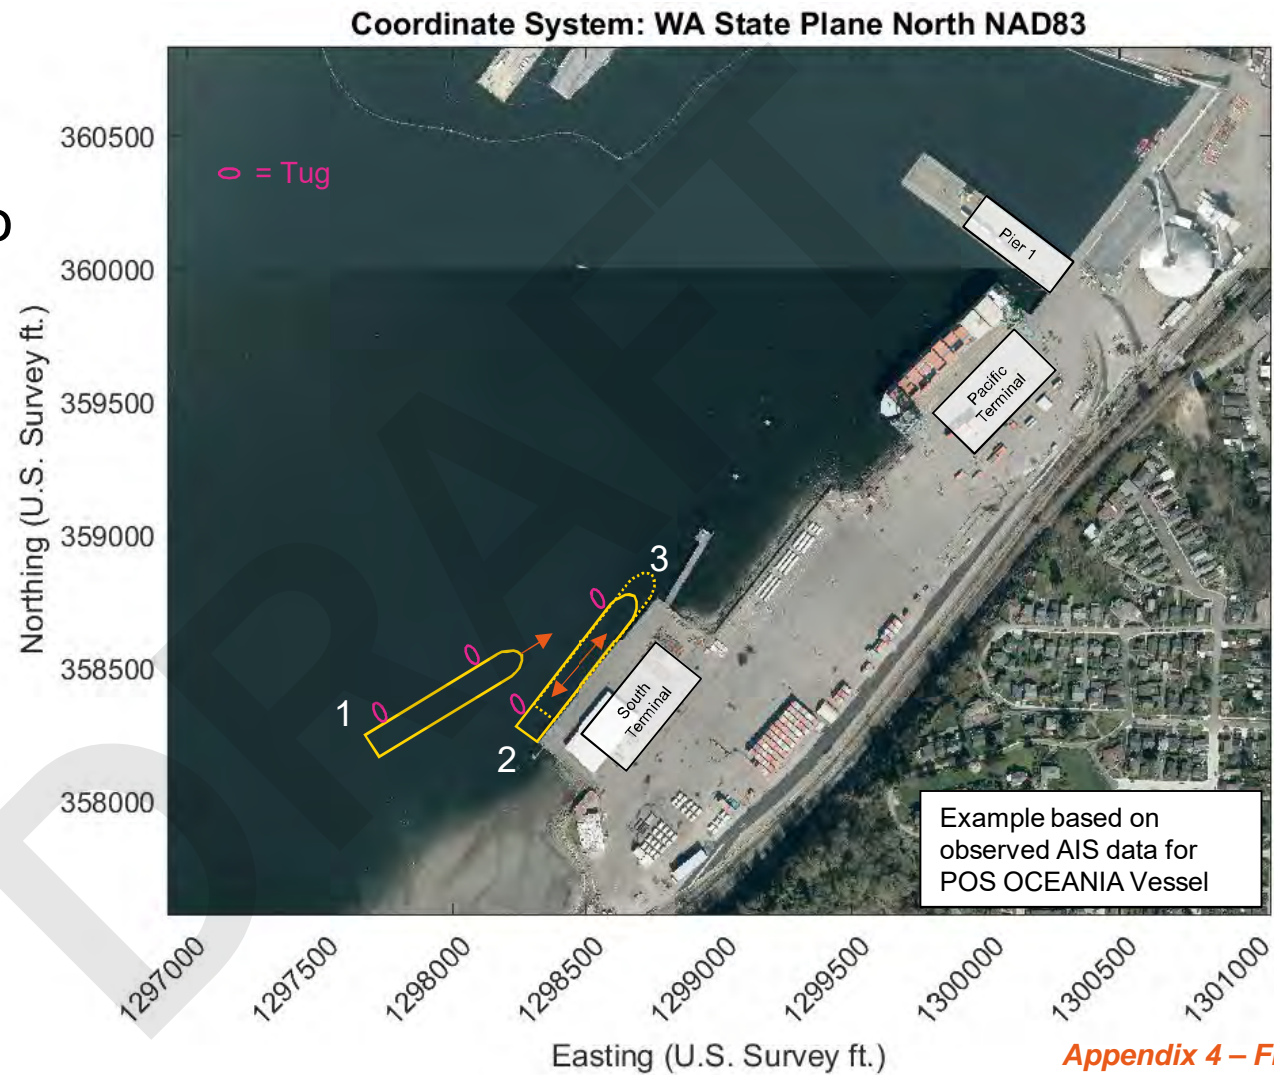 Coordinate System: WA State Plane North NAD83
360500
360000
359500
359000
358500
358000
Northing (U.S. Survey ft.)
= Tug
Pier 1
Pacific
Terminal
3
1
2
South
Terminal
Example based on
observed AIS data for
POS OCEANIA Vessel
1297000
1297500
1298000
1298500
1299000
1299500
1300000
1300500
1301000
Easting (U.S. Survey ft.)
Appendix 4 – F
DRAFT